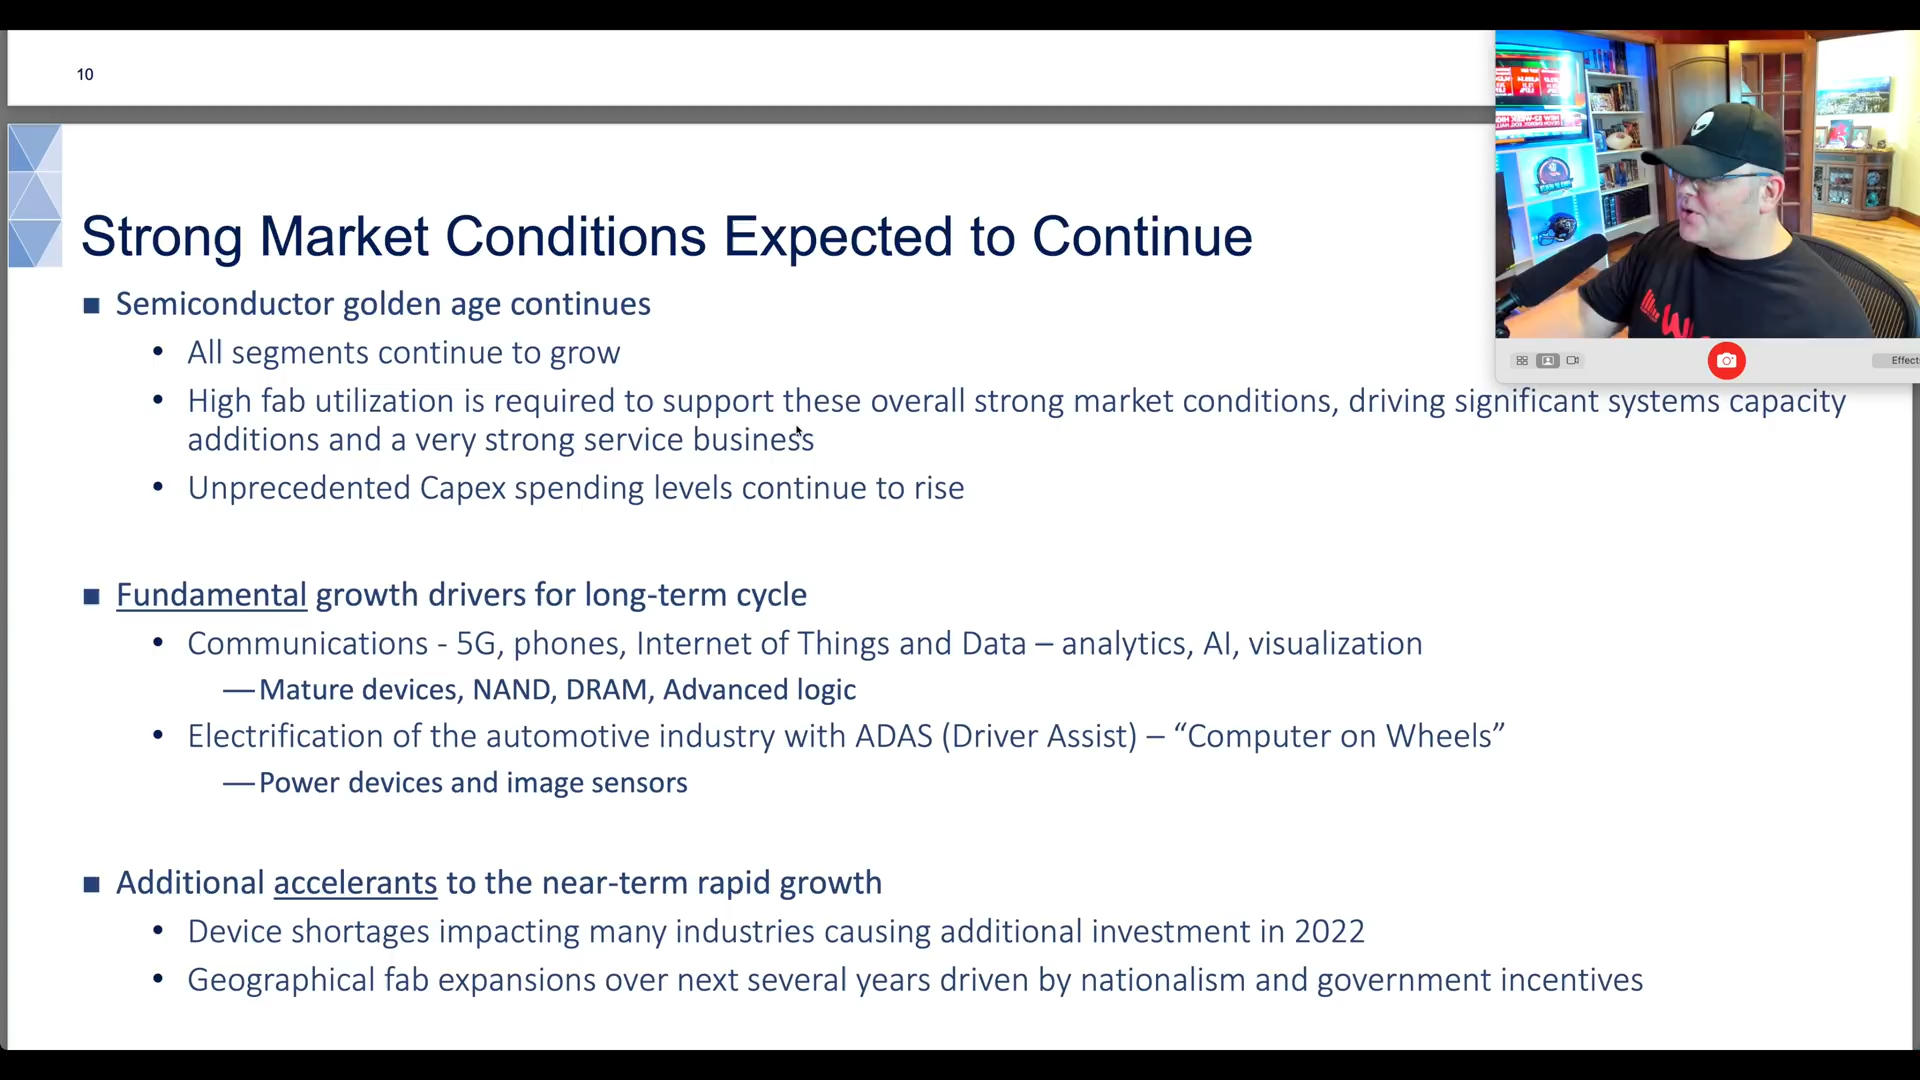 10
Strong Market Conditions Expected to Continue
■ Semiconductor golden age continues
• All segments continue to grow
• High fab utilization is required to support these overall strong market conditions, driving significant systems capacity
additions and a very strong service business
• Unprecedented Capex spending levels continue to rise
■ Fundamental growth drivers for long-term cycle
• Communications - 5G, phones, Internet of Things and Data – analytics, AI, visualization
—Mature devices, NAND, DRAM, Advanced logic
• Electrification of the automotive industry with ADAS (Driver Assist) – “Computer on Wheels”
—Power devices and image sensors
■ Additional accelerants to the near-term rapid growth
• Device shortages impacting many industries causing additional investment in 2022
• Geographical fab expansions over next several years driven by nationalism and government incentives
Effects